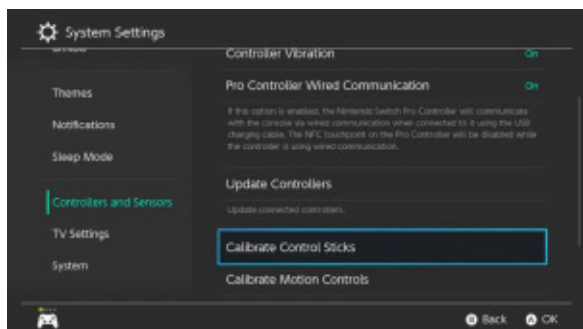 System Settings
Controller Vibration
On
Themes
Pro Controller Wired Communication
On
If this option is enabled, the Nintendo Switch Pro Controller will communicate
with the console via wired communication when connected to it using the USB
charging cable. The NFC touchpoint on the Pro Controller will be disabled while
the controller is using wired communication.
Notifications
Sleep Mode
Update Controllers
Update connected controllers.
Controllers and Sensors
TV Settings
Calibrate Control Sticks
System
Calibrate Motion Controls
B Back A OK